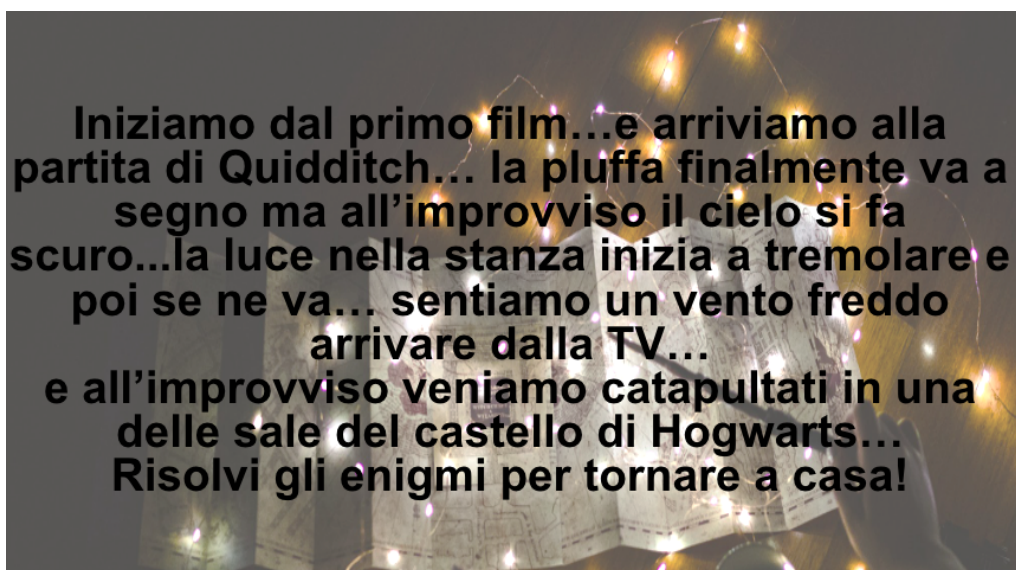 Iniziamo dal primo film…e arriviamo alla
partita di Quidditch… la pluffa finalmente va a
segno ma all’improvviso il cielo si fa
scuro...la luce nella stanza inizia a tremolare e
poi se ne va… sentiamo un vento freddo
arrivare dalla TV…
e all’improvviso veniamo catapultati in una
delle sale del castello di Hogwarts…
Risolvi gli enigmi per tornare a casa!